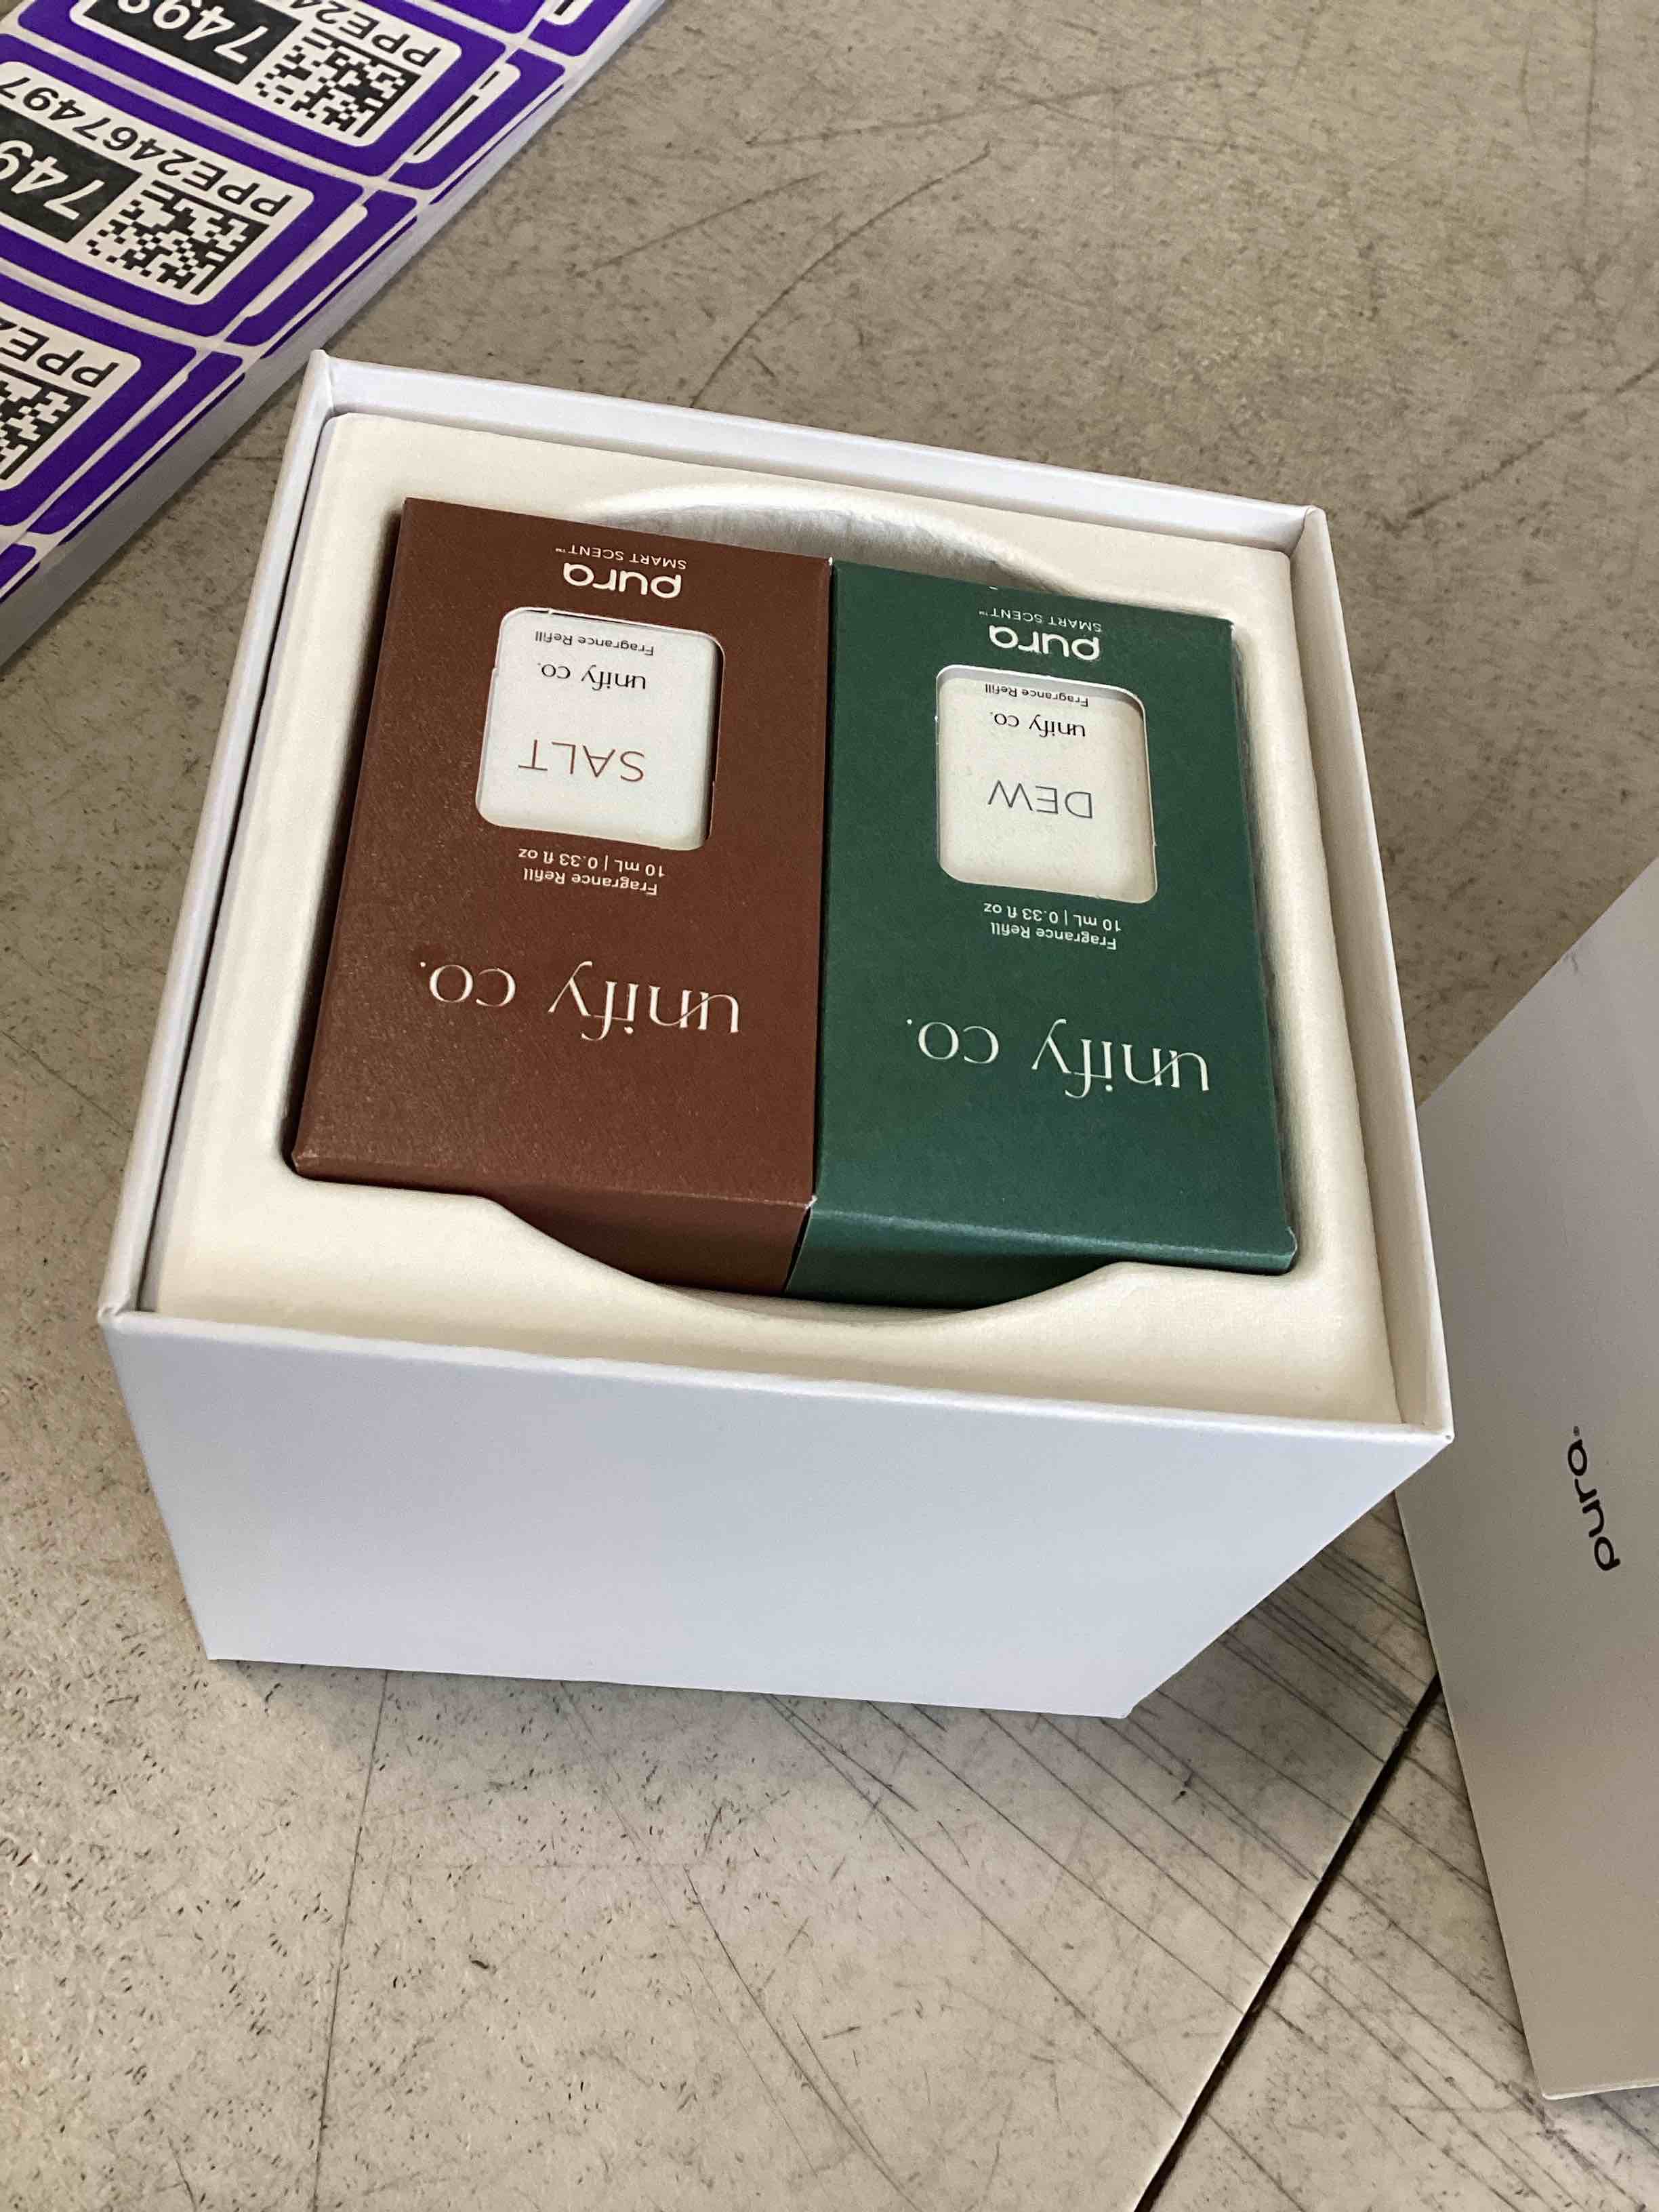 PPE24
749
PPE2467497
749
PPE2
unify co.
Fragrance Refill
10 mL | 0.33 fl oz
SALT
unify co.
Fragrance Refill
pura
SMART SCENT™
unify co.
Fragrance Refill
10 mL | 0.33 fl oz
DEW
unify co.
Fragrance Refill
pura
SMART SCENT™
pura®